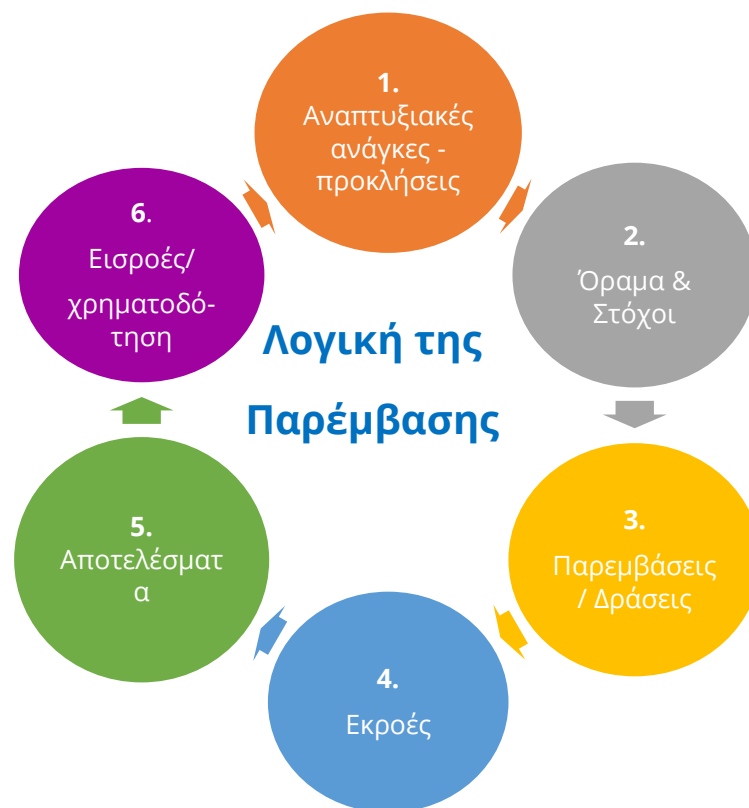 1.
Αναπτυξιακές
ανάγκες -
προκλήσεις
2.
Όραμα &
Στόχοι
3.
Παρεμβάσεις
/ Δράσεις
4.
Εκροές
5.
Αποτελέσματ
α
6.
Εισροές/
χρηματοδό-
τηση
Λογική της
Παρέμβασης